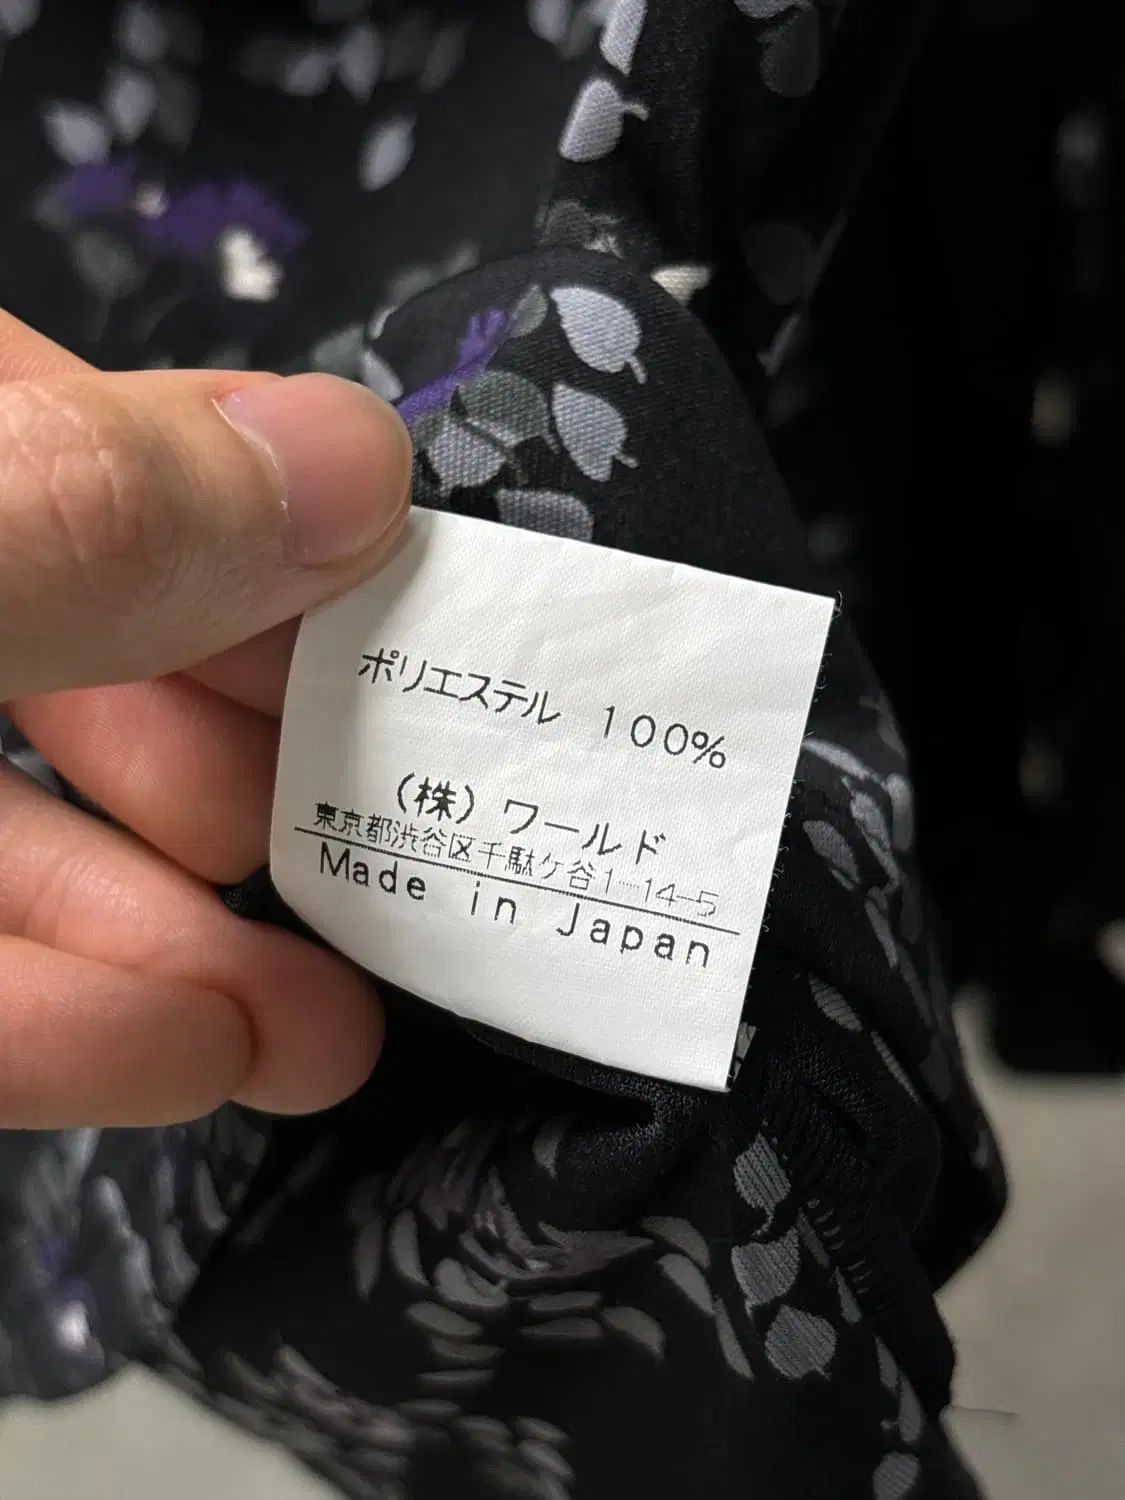 ポリエステル 100%
(株) ワールド
東京都渋谷区千駄ケ谷1-14-5
Made in Japan